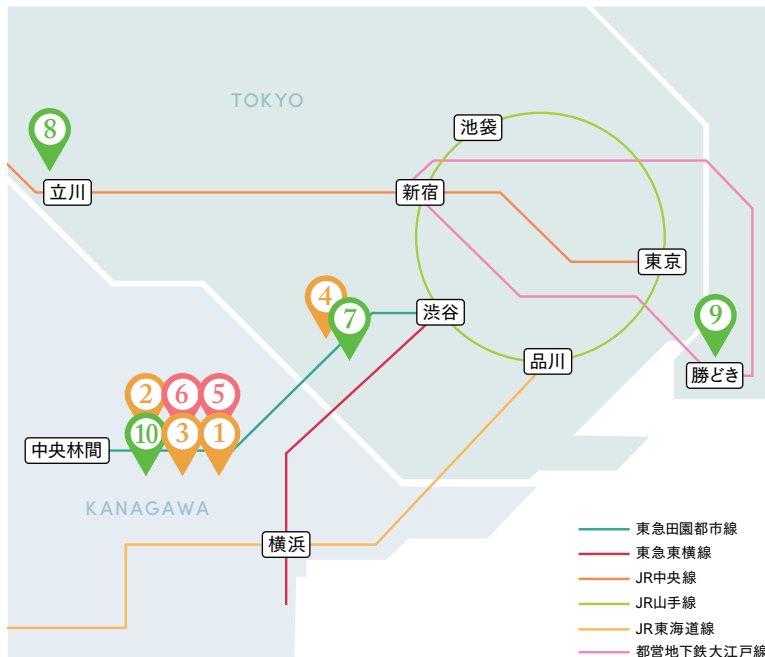 TOKYO
8
池袋
立川
新宿
東京
4
7
渋谷
9
品川
勝どき
2
6
5
10
3
1
中央林間
KANAGAWA
横浜
東急田園都市線
東急東横線
JR中央線
JR山手線
JR東海道線
都営地下鉄大江戸線